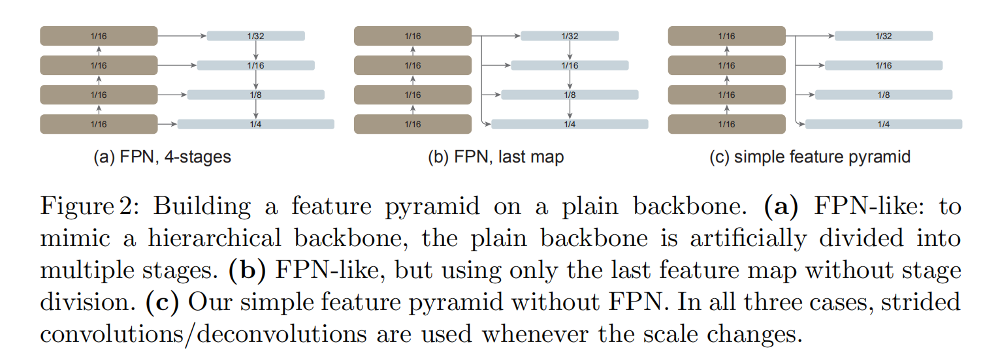 1/16 1/32 1/16 1/32 1/16 1/32
1/16 1/16 1/16 1/16 1/16 1/16
1/16 1/8 1/16 1/8 1/16 1/8
1/16 1/4 1/16 1/4 1/16 1/4
(a) FPN, 4-stages (b) FPN, last map (c) simple feature pyramid
Figure 2: Building a feature pyramid on a plain backbone. (a) FPN-like: to
mimic a hierarchical backbone, the plain backbone is artificially divided into
multiple stages. (b) FPN-like, but using only the last feature map without stage
division. (c) Our simple feature pyramid without FPN. In all three cases, strided
convolutions/deconvolutions are used whenever the scale changes.